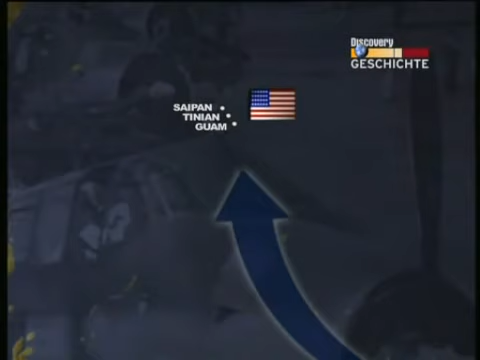 Discovery
GESCHICHTE
SAIPAN
TINIAN
GUAM